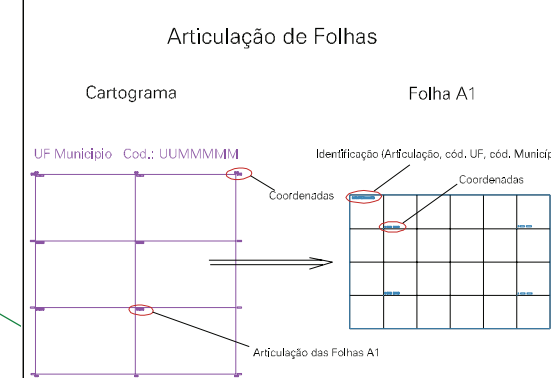 Articulação de Folhas
Cartograma
Folha A1
UF Municipio Cod.: UUMMMMM
Identificação (Articulação, cód. UF, cód. Municíp
Coordenadas
Coordenadas
Articulação das Folhas A1